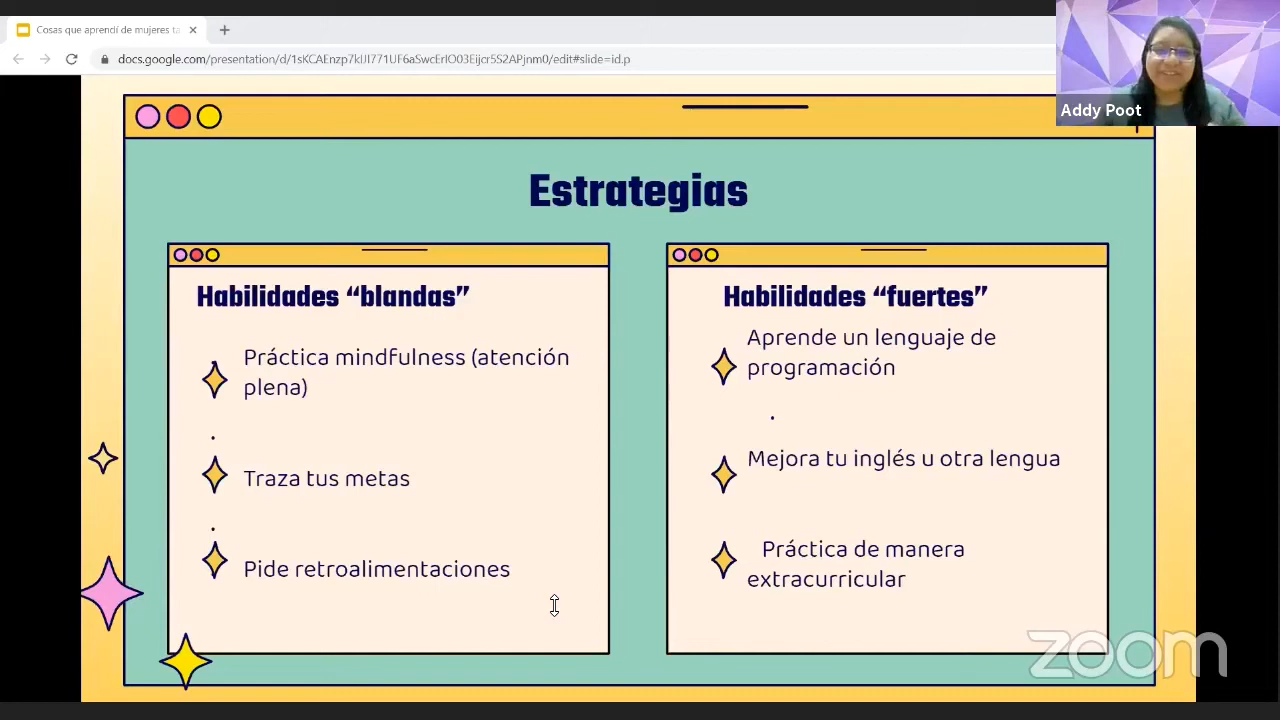 Cosas que aprendí de mujeres ta
docs.google.com/presentation/d/1sKCAEnzp7kIJI771UF6aSwcErIO03Eijcr5S2APjnm0/edit#slide=id.p
Addy Poot
Estrategias
Habilidades “blandas”
Práctica mindfulness (atención
plena)
.
Traza tus metas
.
Pide retroalimentaciones
Habilidades “fuertes”
Aprende un lenguaje de
programación
.
Mejora tu inglés u otra lengua
Práctica de manera
extracurricular
zoom